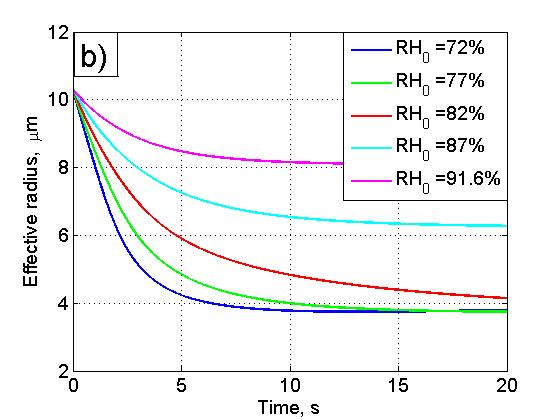 b)
12
10
8
6
4
2
Effective radius, μm
RH0 =72%
RH0 =77%
RH0 =82%
RH0 =87%
RH0 =91.6%
0
5
10
15
20
Time, s